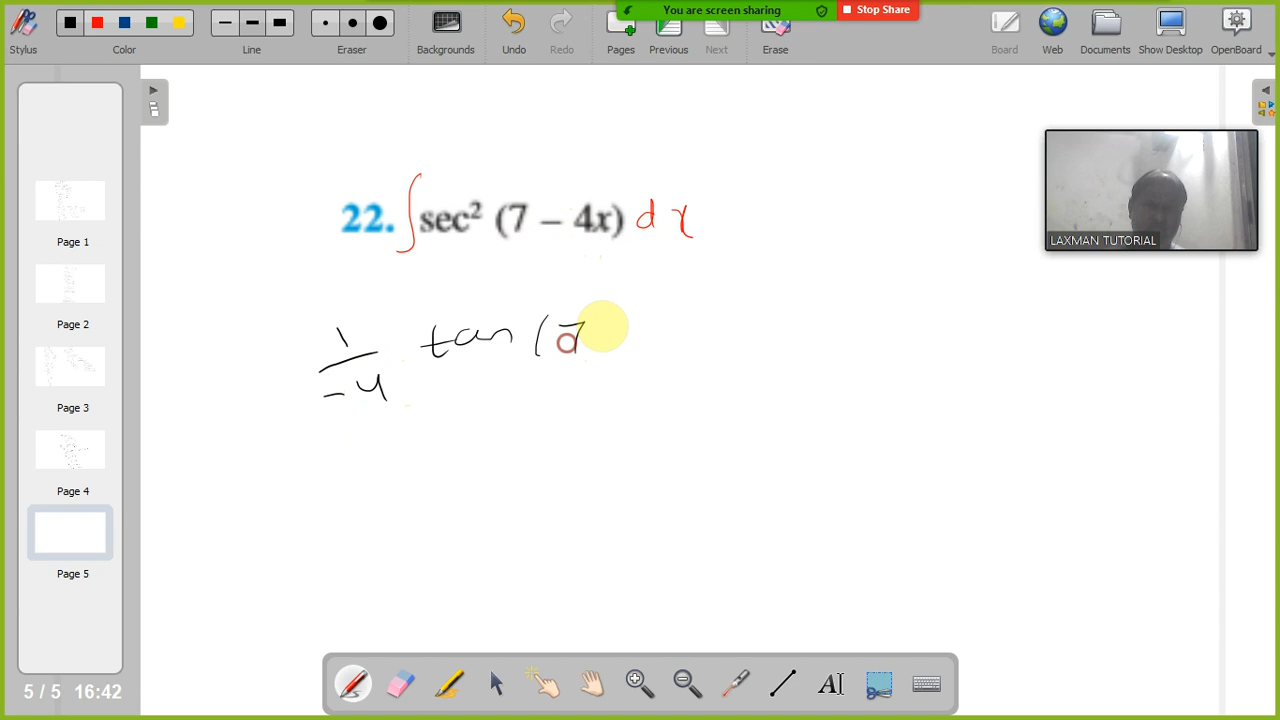 You are screen sharing
Stop Share
Stylus
Color
Line
Eraser
Backgrounds
Undo
Redo
Pages
Previous
Next
Erase
Board
Web
Documents
Show Desktop
OpenBoard
Page 1
Page 2
Page 3
Page 4
Page 5
5 / 5 16:42
22. ∫ sec² (7 – 4x) dx
1/-4 tan (7
LAXMAN TUTORIAL